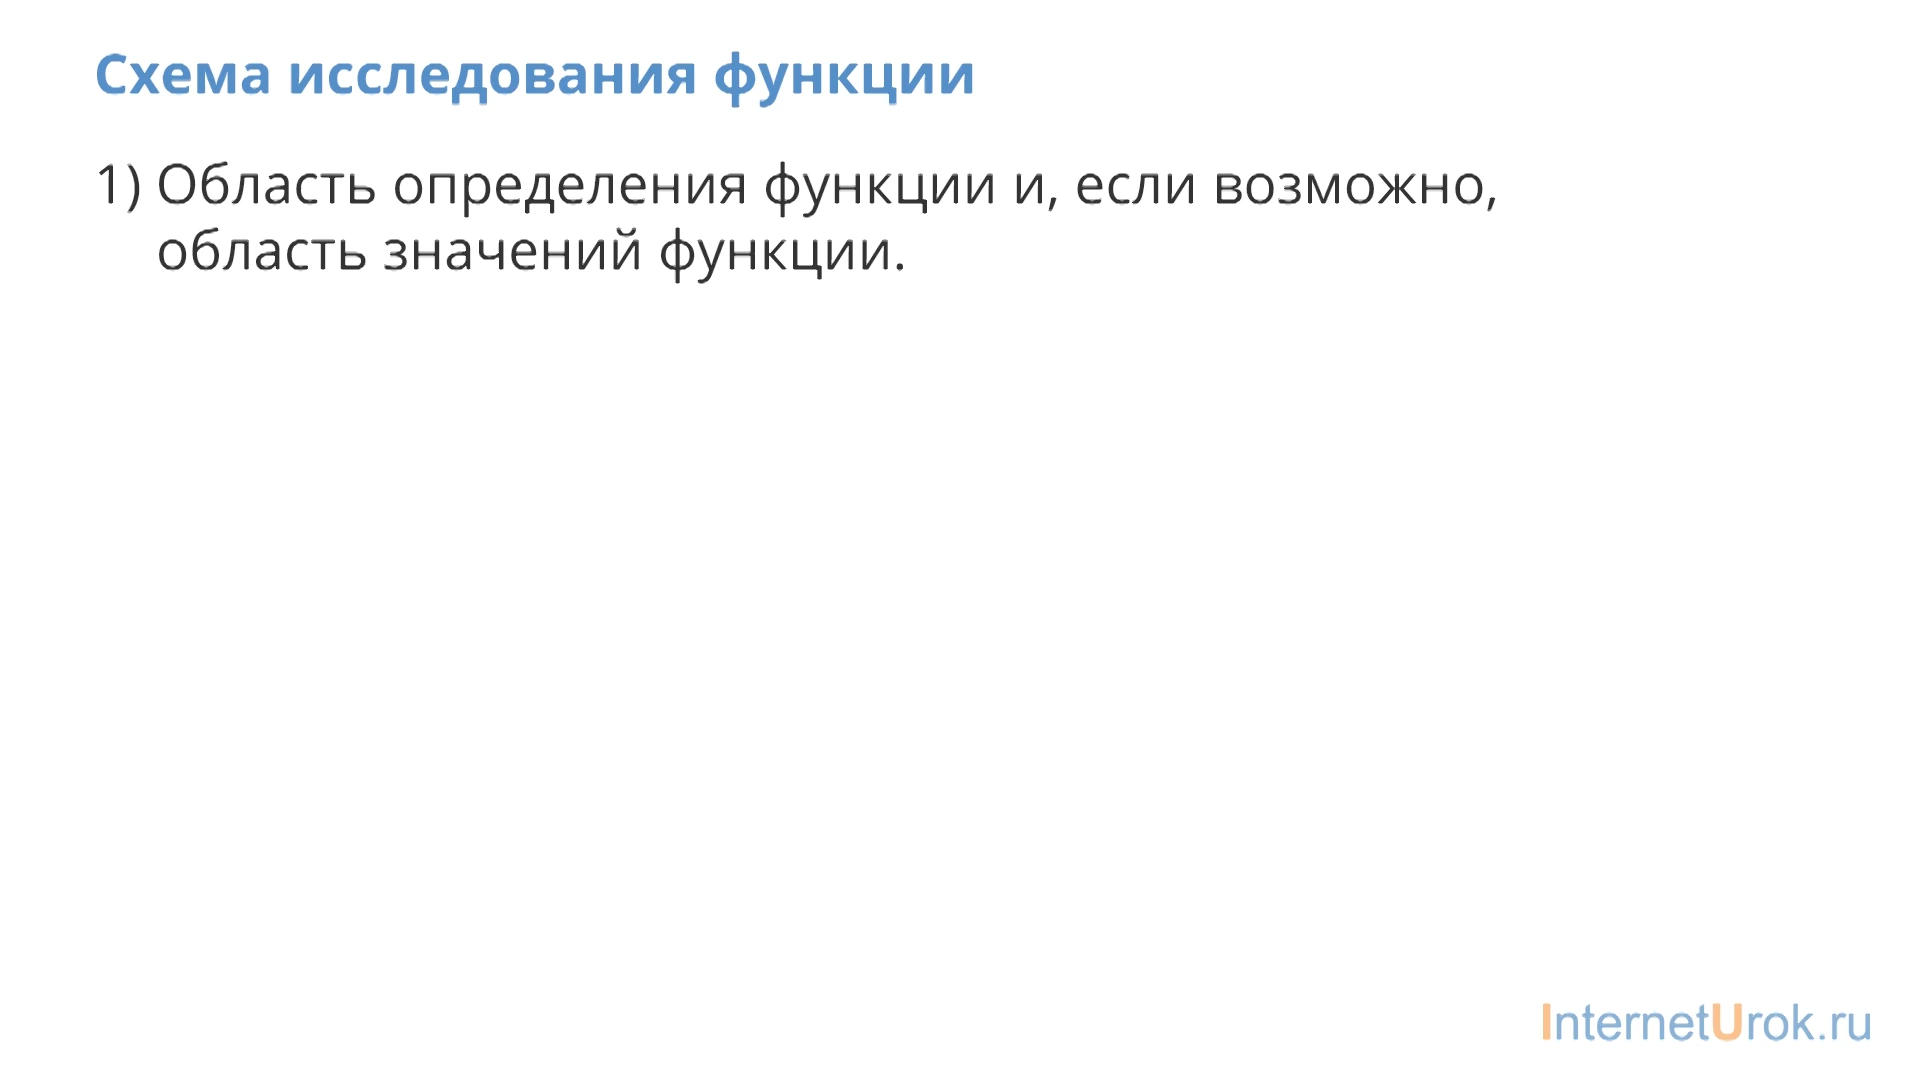 Схема исследования функции
1) Область определения функции и, если возможно,
область значений функции.
InternetUrok.ru